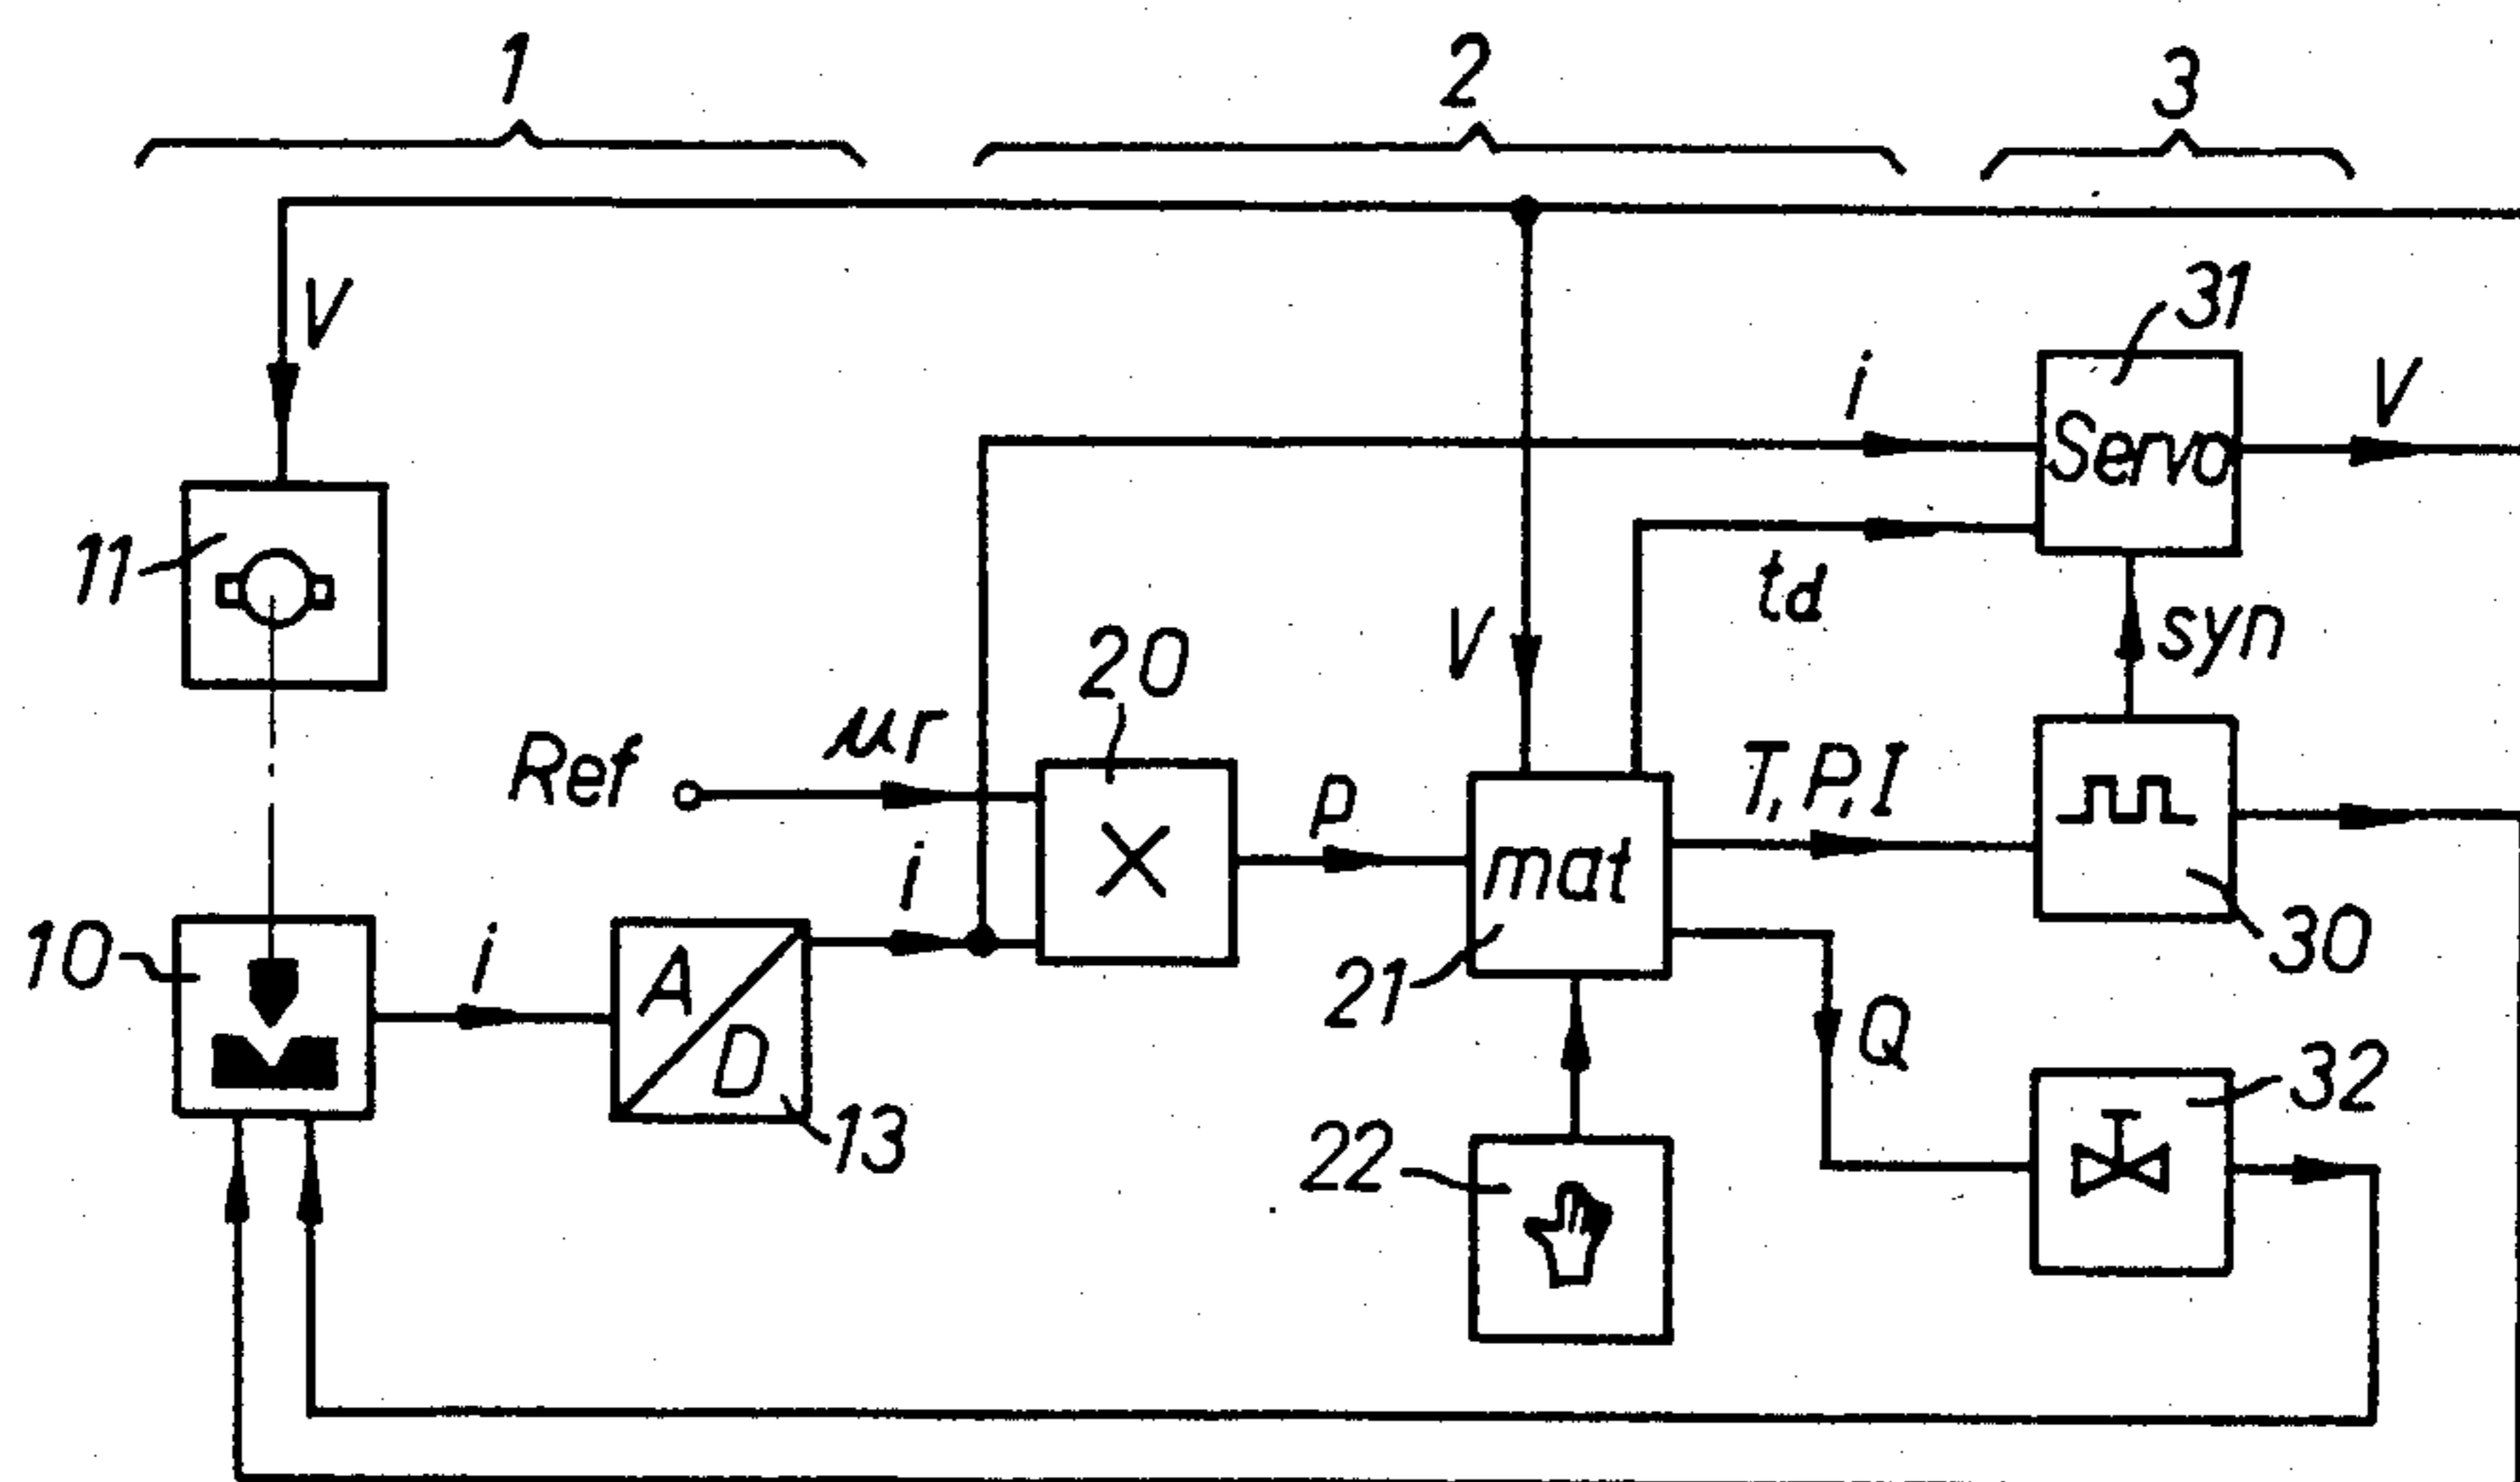 1
2
3
V
31
i
V
Servo
11
td
V
syn
20
μr
Ref
T, P, I
p
i
mat
10
i
A
30
21
D
Q
32
13
22